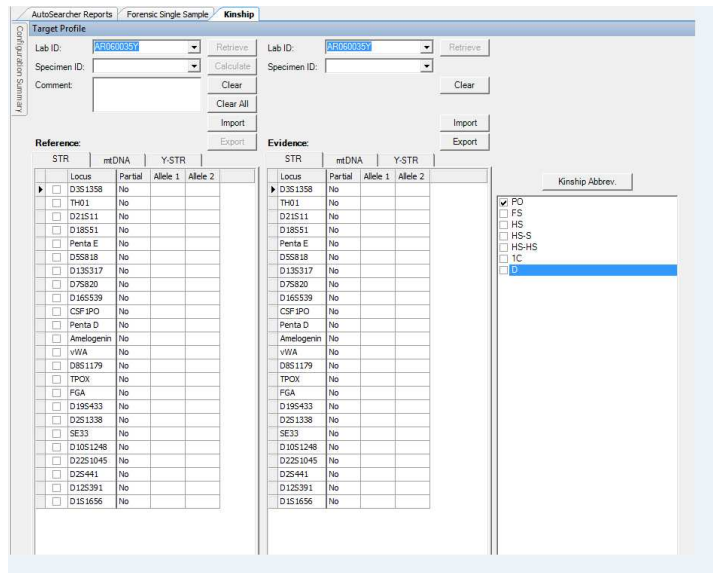 AutoSearcher Reports Forensic Single Sample Kinship
Configuration Summary
Target Profile
Lab ID: AR060035Y Retrieve Lab ID: AR060035Y Retrieve
Specimen ID: Calculate Specimen ID:
Comment: Clear Clear
Clear All
Import Import
Reference: Export Evidence: Export
STR mtDNA Y-STR STR mtDNA Y-STR
Locus Partial Allele 1 Allele 2 Locus Partial Allele 1 Allele 2 Kinship Abbrev.
D3S1358 No D3S1358 No PO
TH01 No TH01 No FS
D21S11 No D21S11 No HS
D18S51 No D18S51 No HS-S
Penta E No Penta E No HS-HS
D5S818 No D5S818 No 1C
D13S317 No D13S317 No D
D7S820 No D7S820 No
D16S539 No D16S539 No
CSF1PO No CSF1PO No
Penta D No Penta D No
Amelogenin No Amelogenin No
vWA No vWA No
D8S1179 No D8S1179 No
TPOX No TPOX No
FGA No FGA No
D19S433 No D19S433 No
D2S1338 No D2S1338 No
SE33 No SE33 No
D10S1248 No D10S1248 No
D22S1045 No D22S1045 No
D2S441 No D2S441 No
D12S391 No D12S391 No
D1S1656 No D1S1656 No